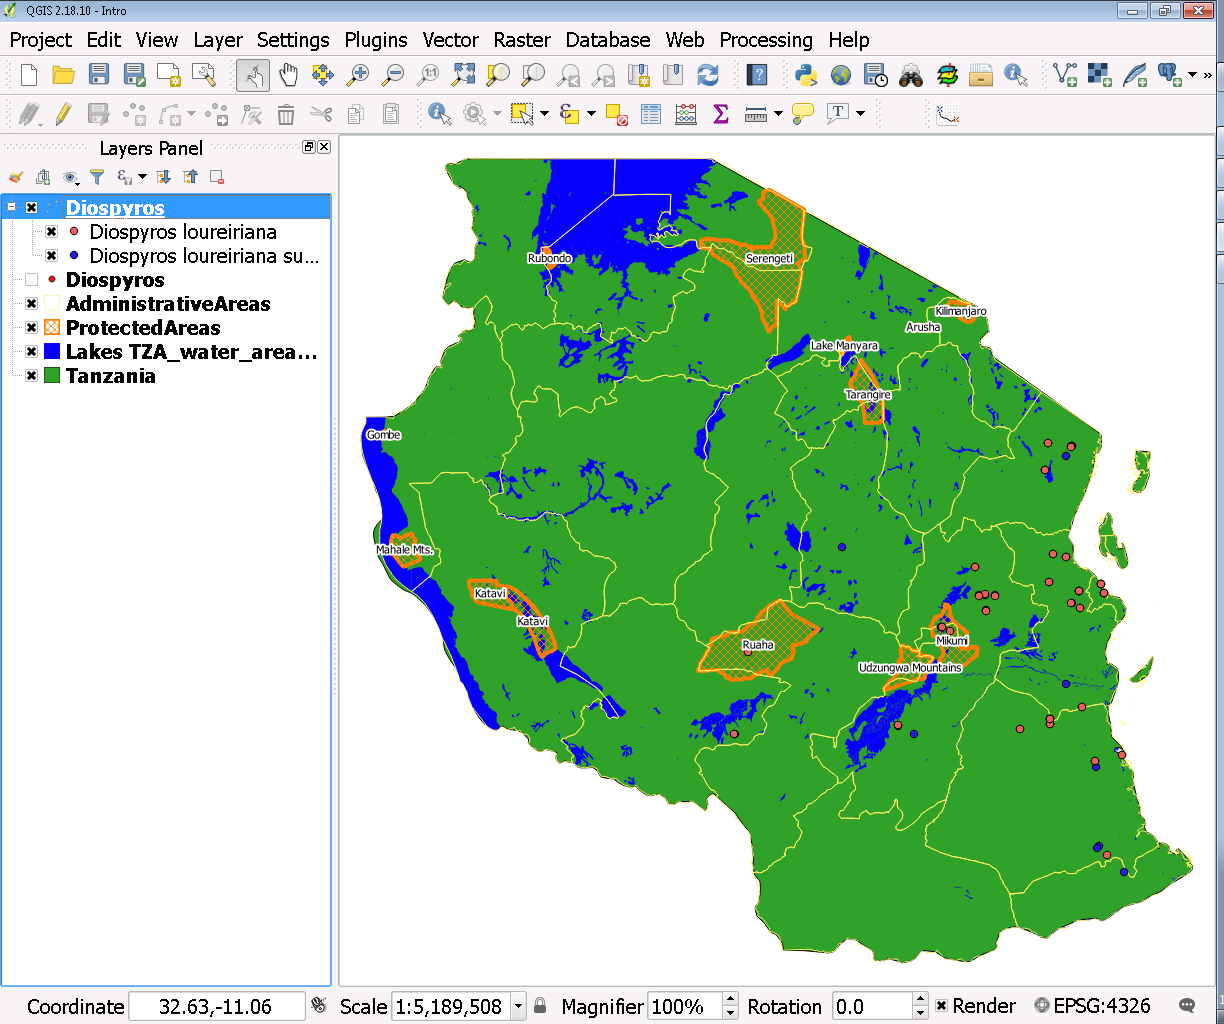 QGIS 2.18.10 - Intro
Project Edit View Layer Settings Plugins Vector Raster Database Web Processing Help
Layers Panel
Diospyros
Diospyros loureiriana
Diospyros loureiriana su...
Diospyros
AdministrativeAreas
ProtectedAreas
Lakes TZA_water_area...
Tanzania
Rubondo
Serengeti
Kilimanjaro
Arusha
Lake Manyara
Tarangire
Gombe
Mahale Mts.
Katavi
Katavi
Ruaha
Mikumi
Udzungwa Mountains
Coordinate 32.63,-11.06 Scale 1:5,189,508 Magnifier 100% Rotation 0.0 Render EPSG:4326